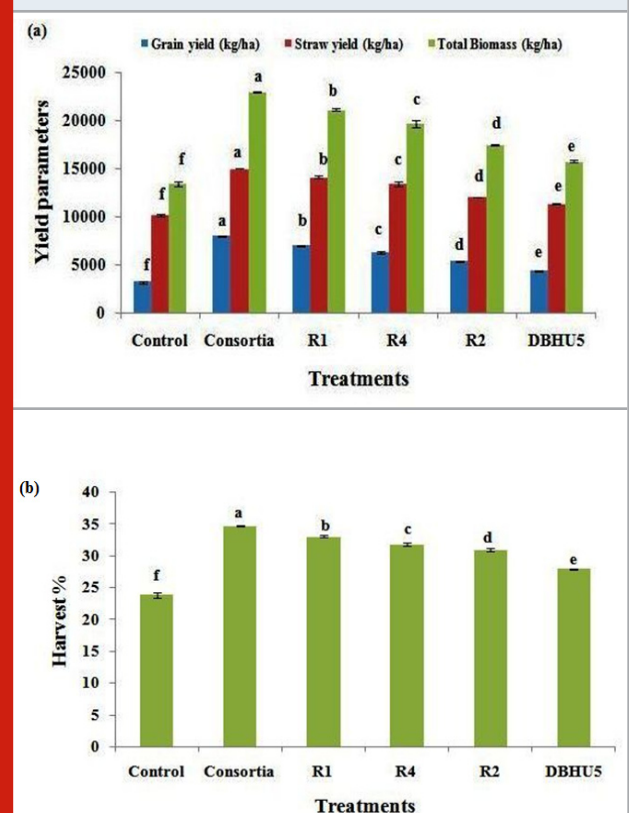 (a)
Grain yield (kg/ha) Straw yield (kg/ha) Total Biomass (kg/ha)
Yield parameters
25000
20000
15000
10000
5000
0
f f f
a a a
b b b
c c c
d d d
e e e
Control Consortia R1 R4 R2 DBHU5
Treatments
(b)
Harvest %
40
35
30
25
20
15
10
5
0
f a b c d e
Control Consortia R1 R4 R2 DBHU5
Treatments